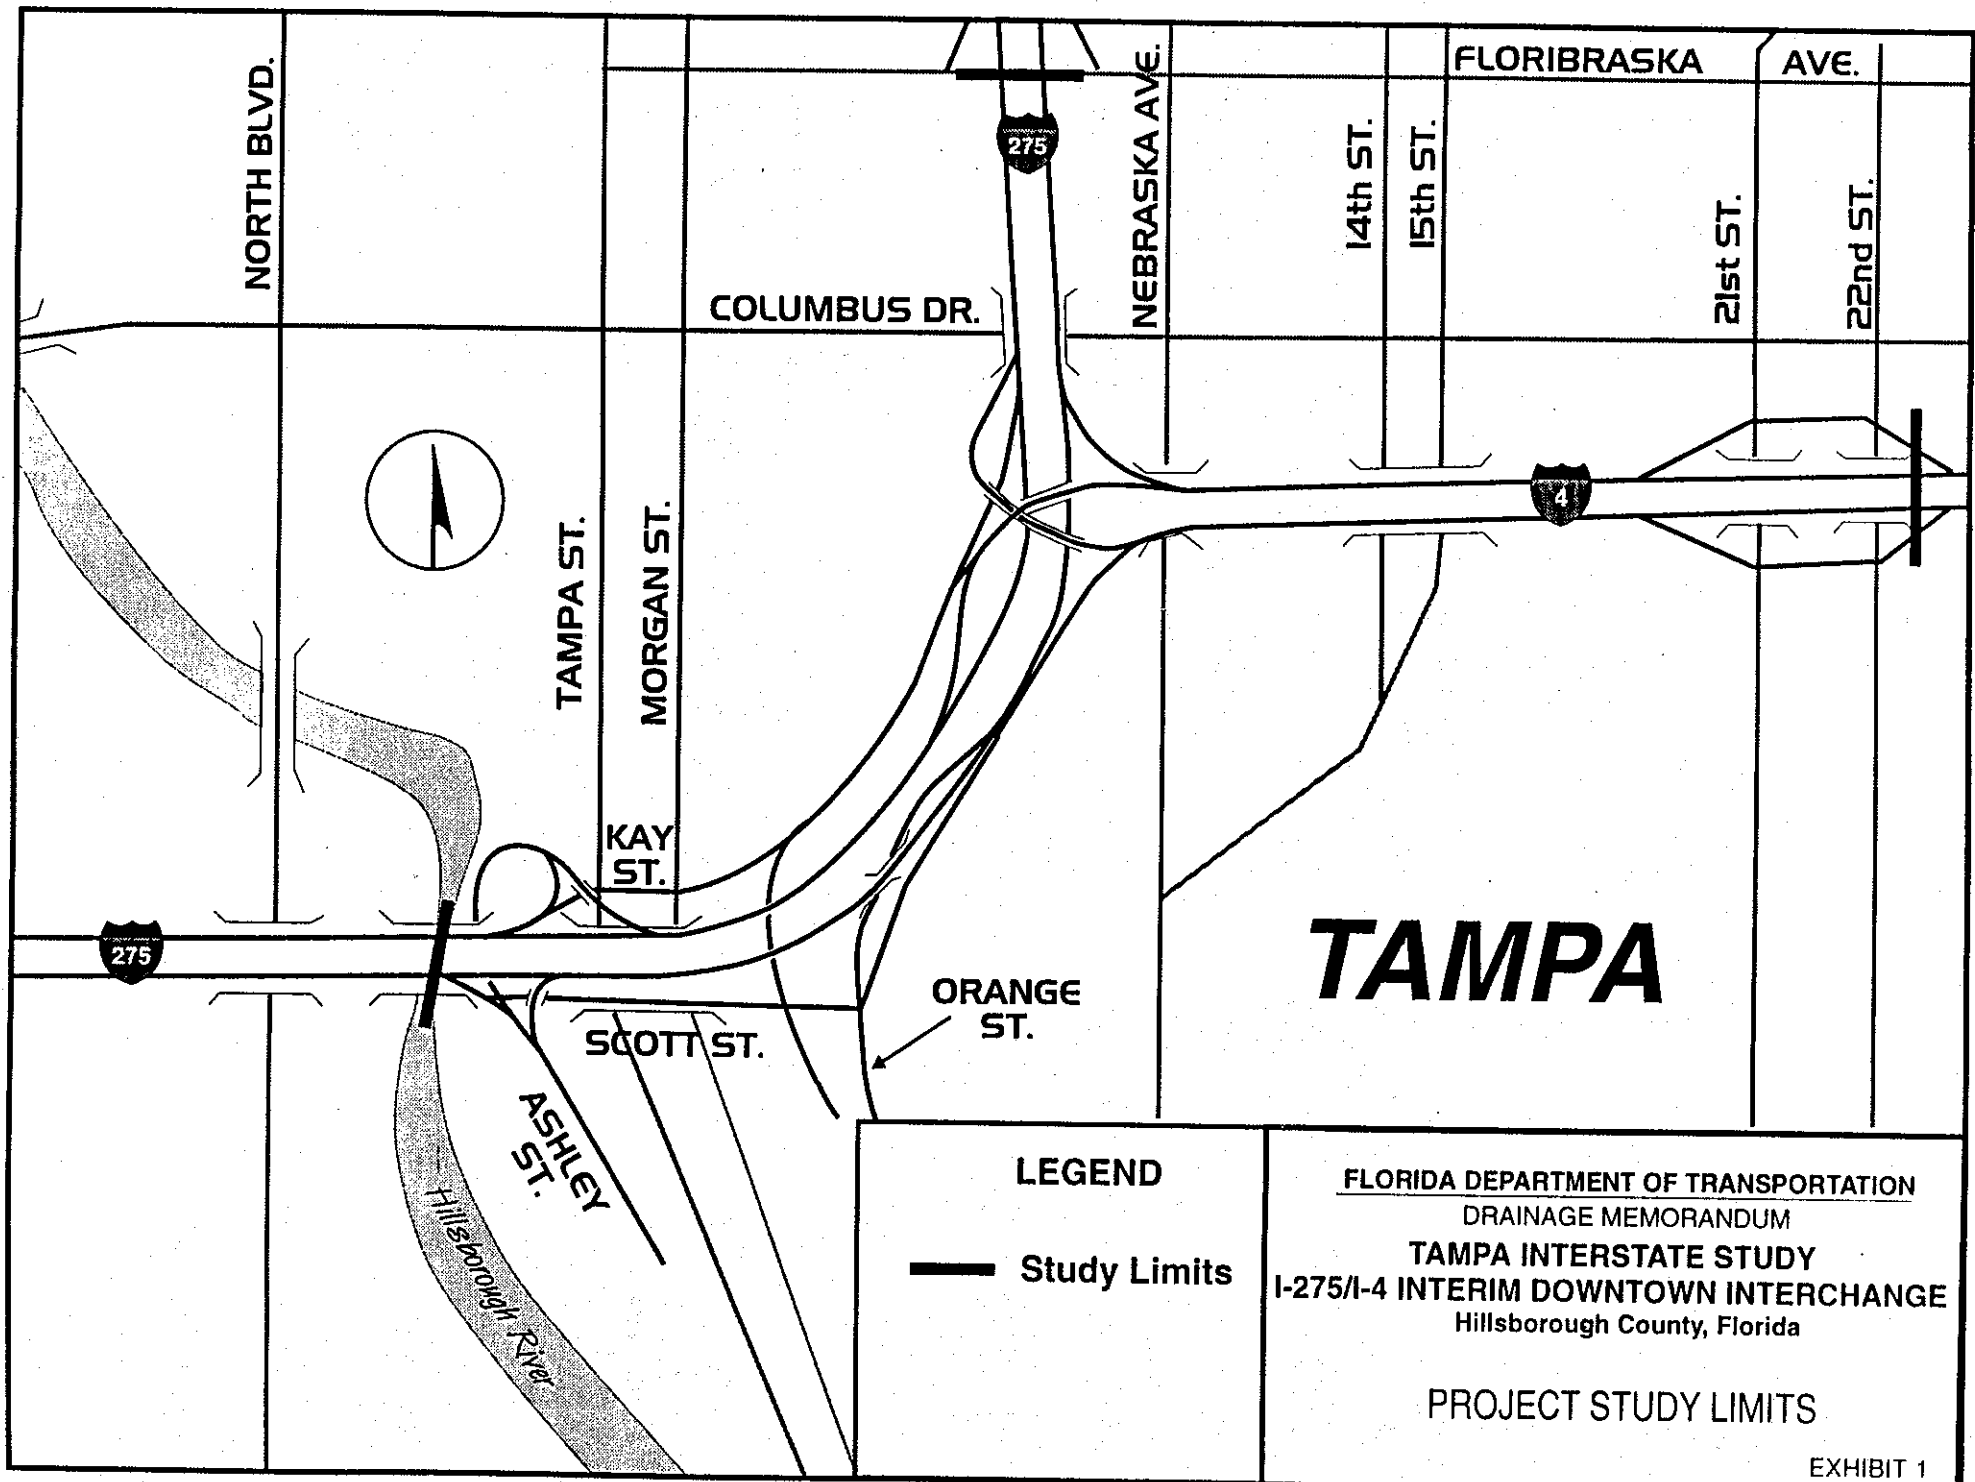 FLORIBRASKA AVE.
NORTH BLVD.
275
NEBRASKA AVE.
14th ST.
15th ST.
21st ST.
22nd ST.
COLUMBUS DR.
4
TAMPA ST.
MORGAN ST.
KAY
ST.
275
TAMPA
ORANGE
ST.
SCOTT ST.
ASHLEY
ST.
Hillsborough River
LEGEND
Study Limits
FLORIDA DEPARTMENT OF TRANSPORTATION
DRAINAGE MEMORANDUM
TAMPA INTERSTATE STUDY
I-275/I-4 INTERIM DOWNTOWN INTERCHANGE
Hillsborough County, Florida
PROJECT STUDY LIMITS
EXHIBIT 1